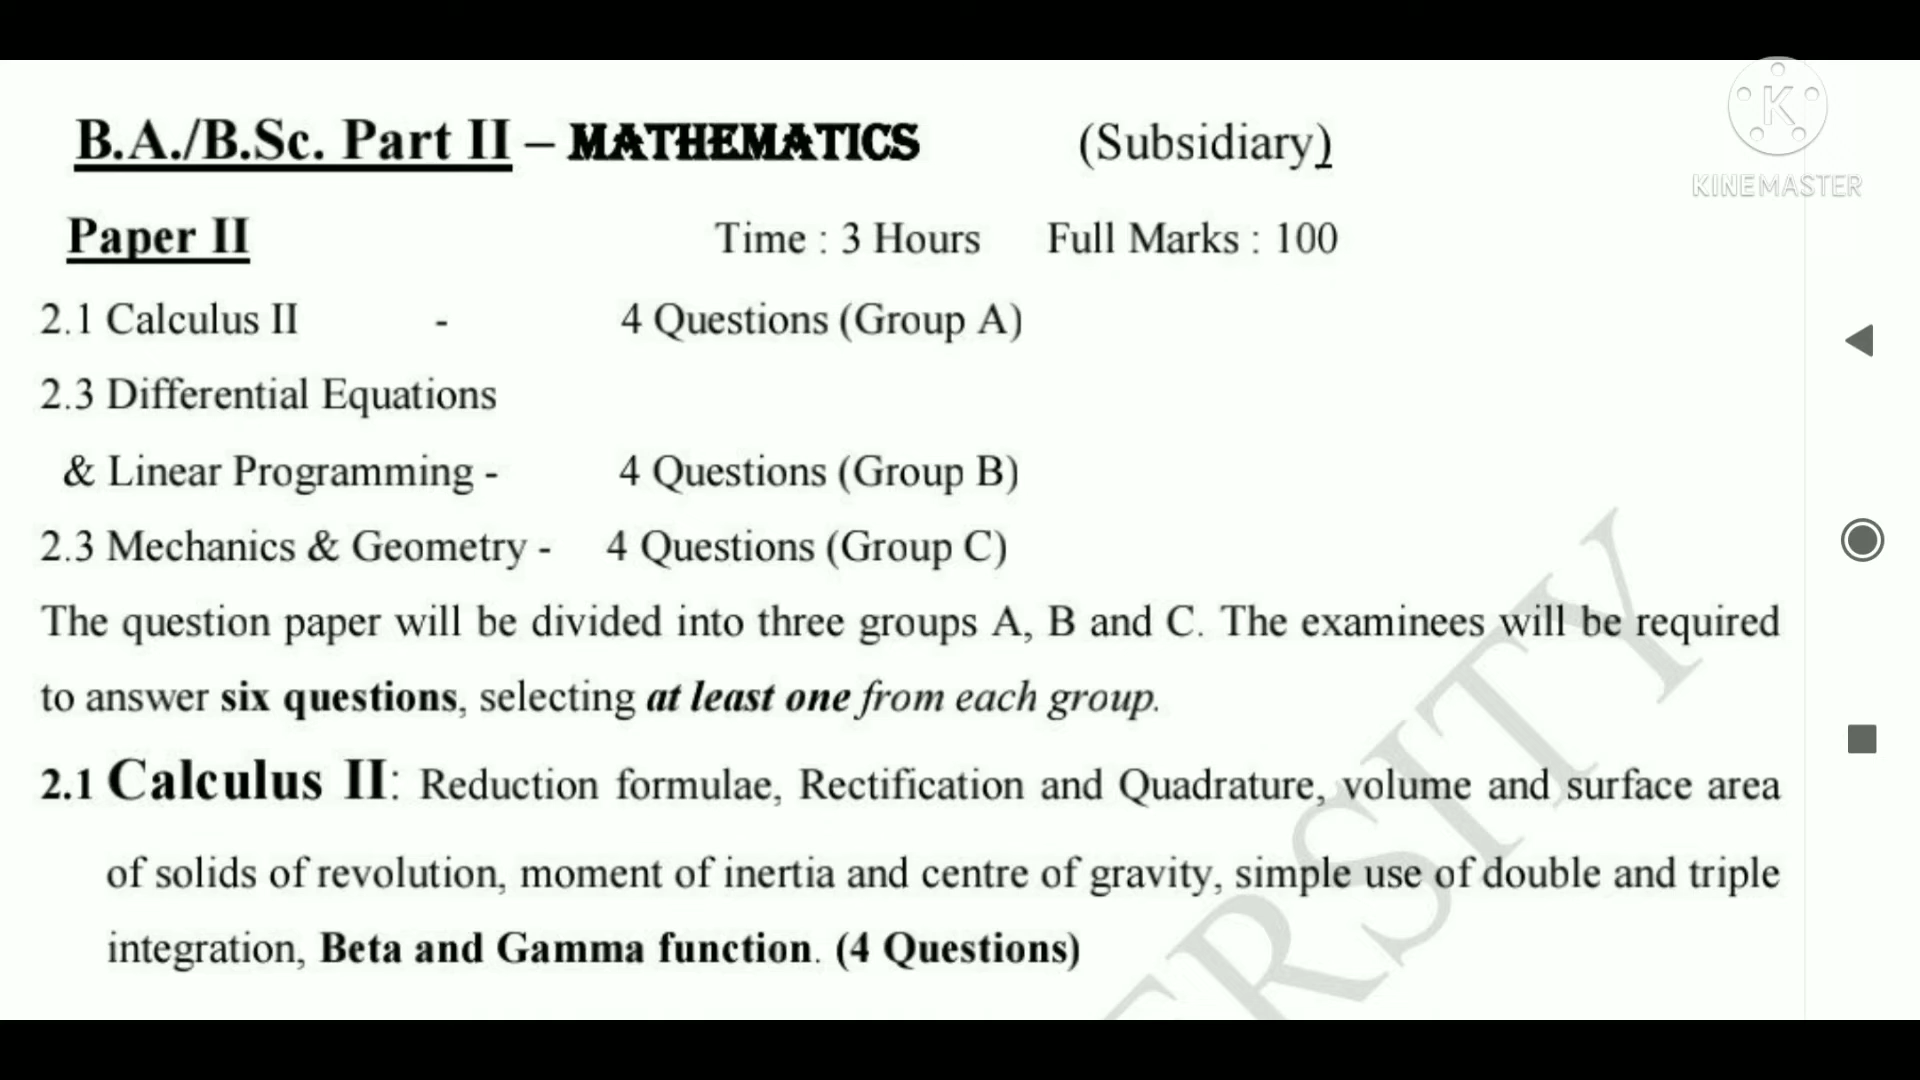 B.A./B.Sc. Part II – MATHEMATICS (Subsidiary)
K
KINEMASTER
Paper II Time : 3 Hours Full Marks : 100
2.1 Calculus II - 4 Questions (Group A)
2.3 Differential Equations
& Linear Programming - 4 Questions (Group B)
2.3 Mechanics & Geometry - 4 Questions (Group C)
The question paper will be divided into three groups A, B and C. The examinees will be required
to answer six questions, selecting at least one from each group.
2.1 Calculus II: Reduction formulae, Rectification and Quadrature, volume and surface area
of solids of revolution, moment of inertia and centre of gravity, simple use of double and triple
integration, Beta and Gamma function. (4 Questions)
ERSITY